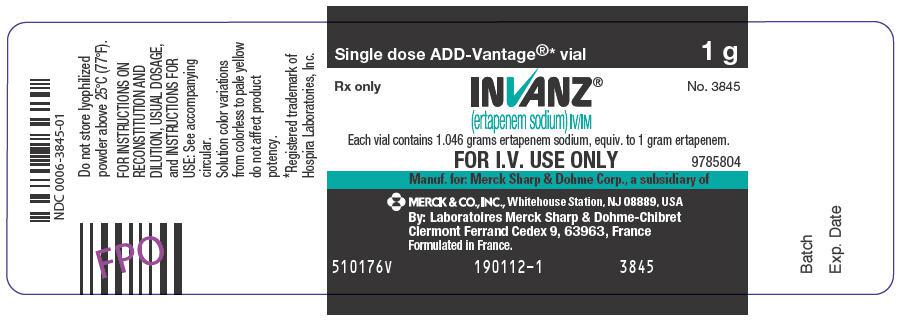 NDC 0006-3845-01
FPO
Do not store lyophilized
powder above 25°C (77°F).
FOR INSTRUCTIONS ON
RECONSTITUTION AND
DILUTION, USUAL DOSAGE,
and INSTRUCTIONS FOR
USE: See accompanying
circular.
Solution color variations
from colorless to pale yellow
do not affect product
potency.
*Registered trademark of
Hospira Laboratories, Inc.
Single dose ADD-Vantage®* vial 1 g
Rx only No. 3845
INVANZ®
(ertapenem sodium) IV/IM
Each vial contains 1.046 grams ertapenem sodium, equiv. to 1 gram ertapenem.
FOR I.V. USE ONLY 9785804
Manuf. for: Merck Sharp & Dohme Corp., a subsidiary of
MERCK & CO., INC., Whitehouse Station, NJ 08889, USA
By: Laboratoires Merck Sharp & Dohme-Chibret
Clermont Ferrand Cedex 9, 63963, France
Formulated in France.
510176V 190112-1 3845
Batch
Exp. Date